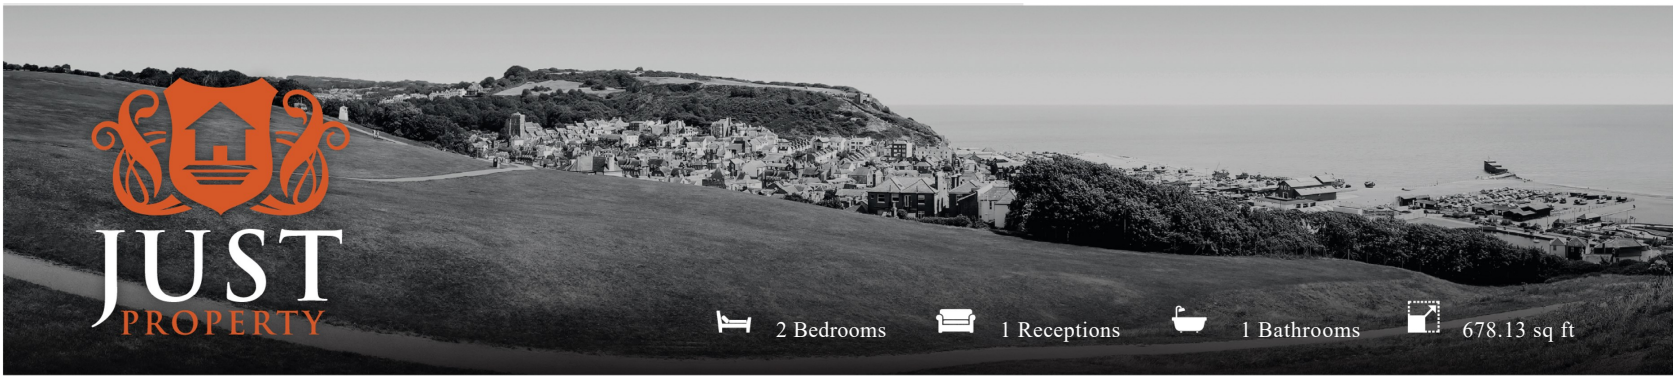 JUST
PROPERTY
2 Bedrooms
1 Receptions
1 Bathrooms
678.13 sq ft